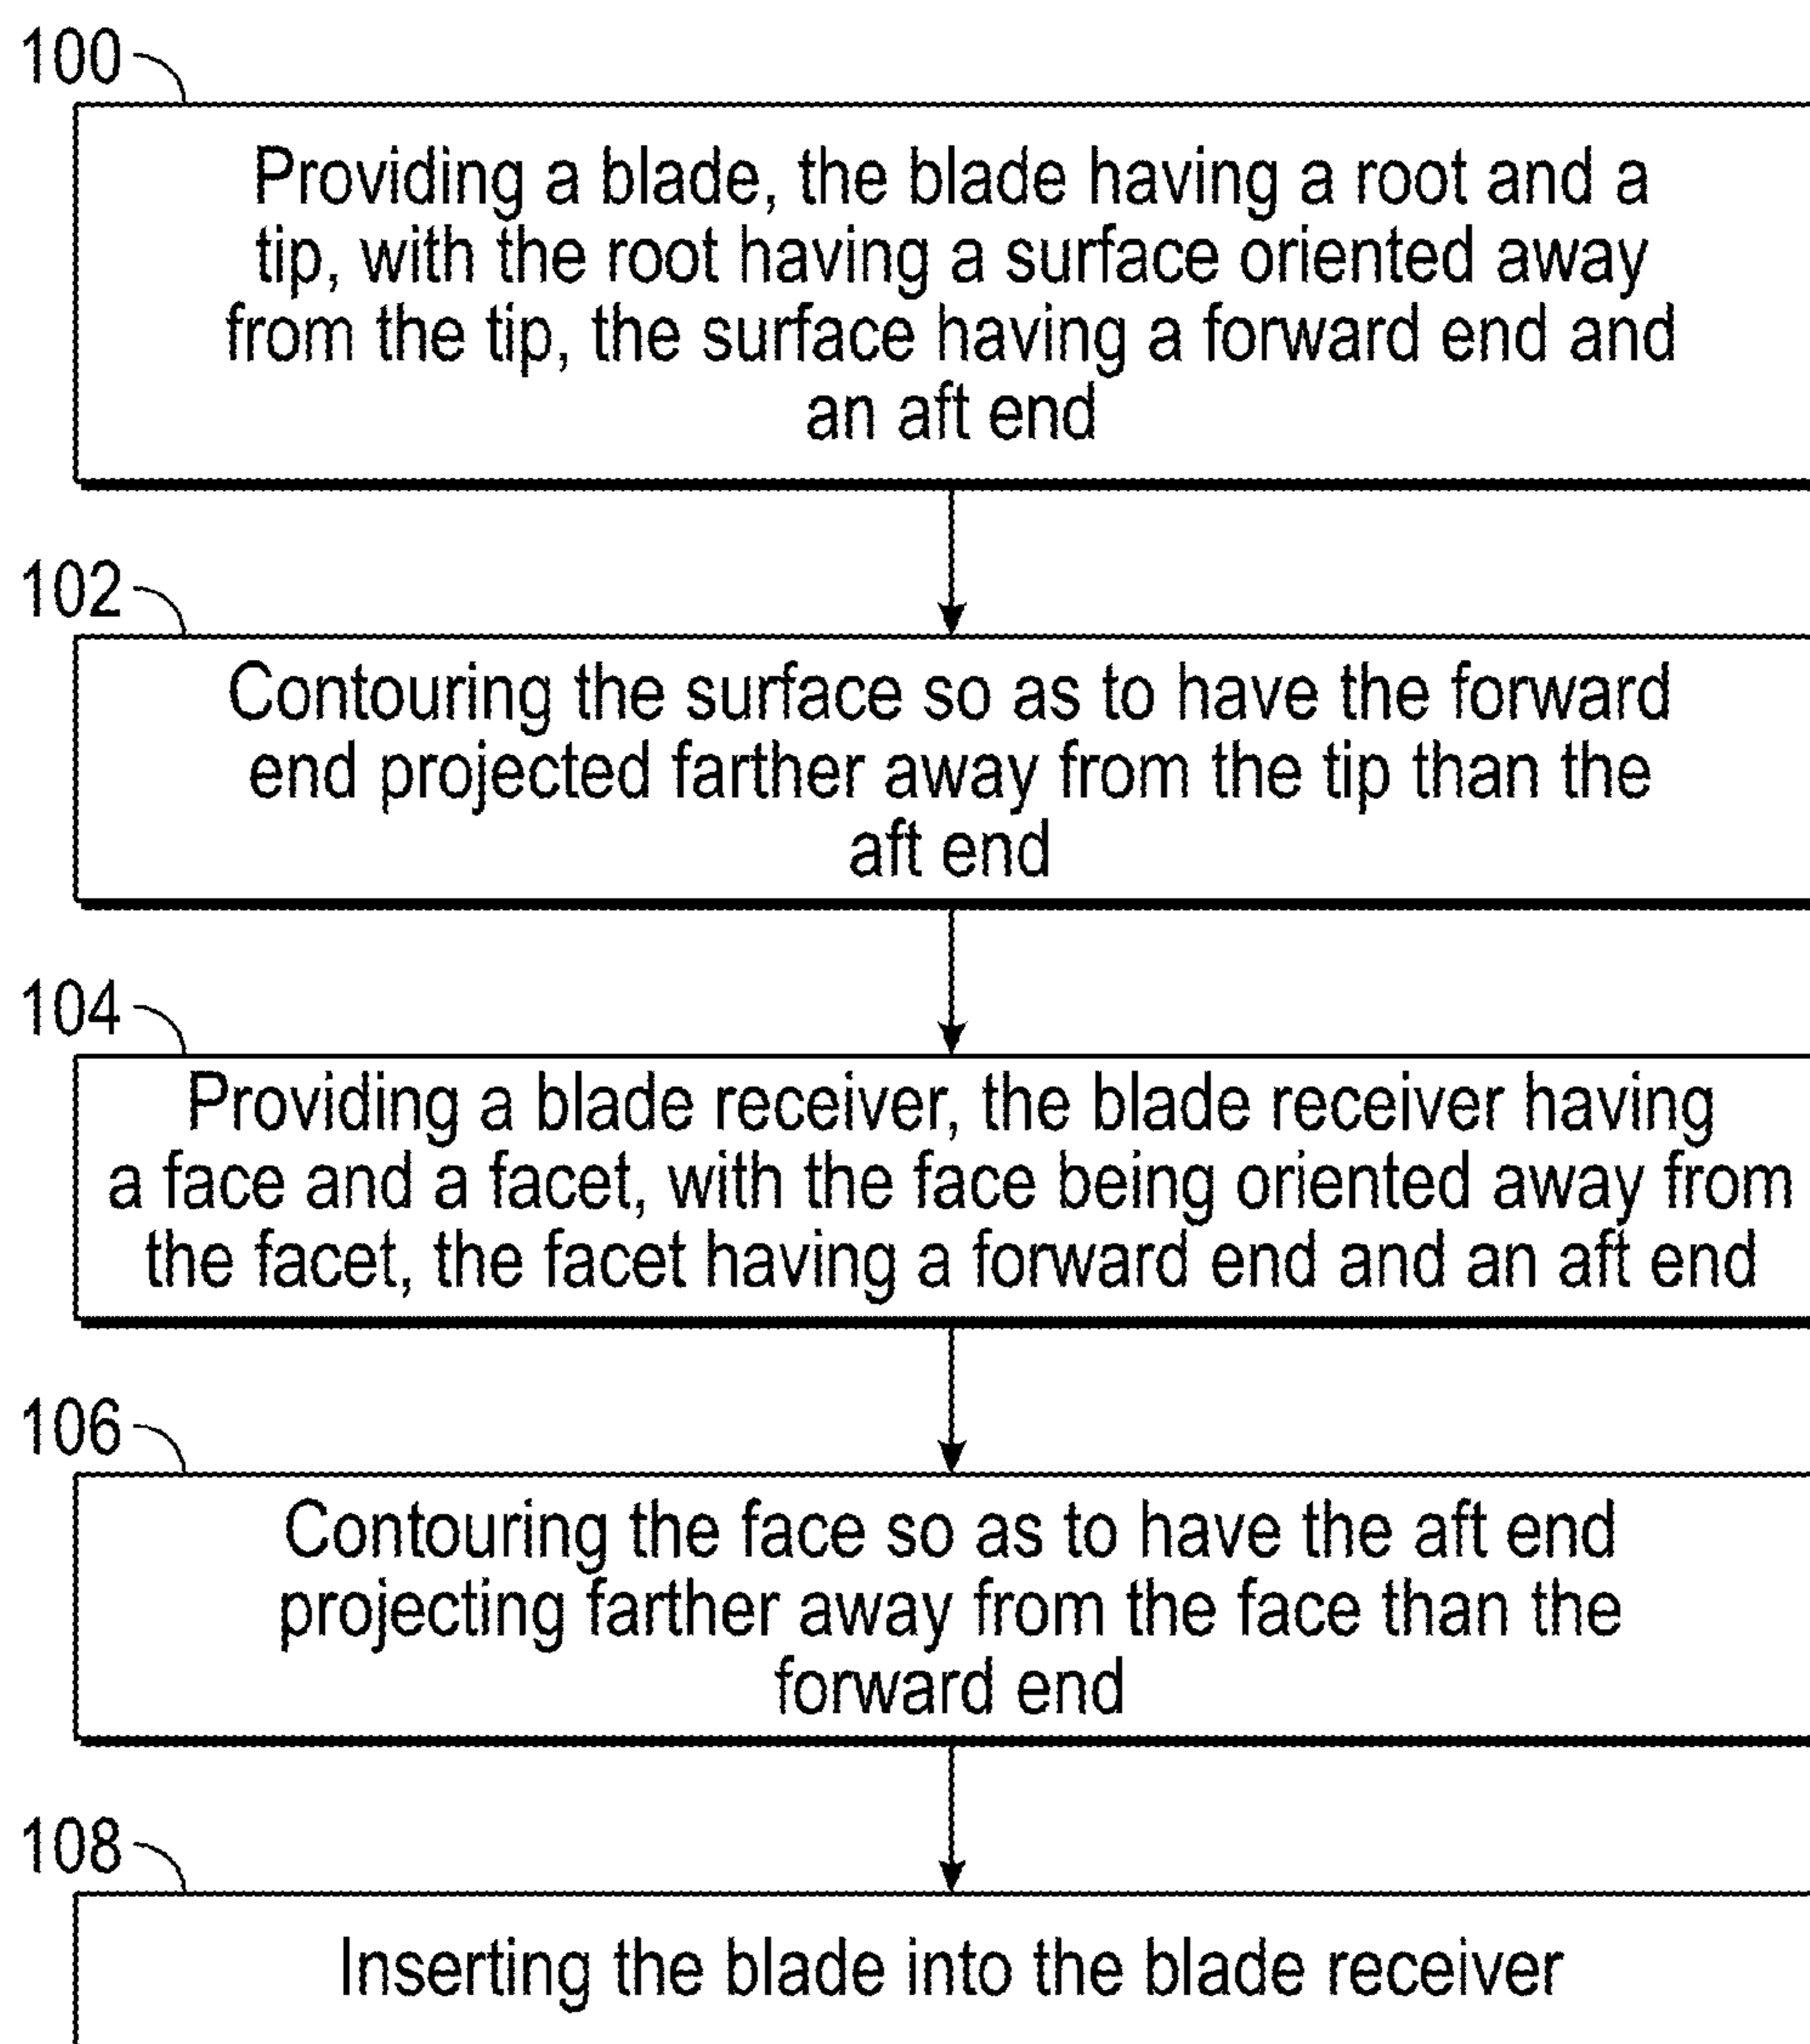 100
Providing a blade, the blade having a root and a
tip, with the root having a surface oriented away
from the tip, the surface having a forward end and
an aft end
102
Contouring the surface so as to have the forward
end projected farther away from the tip than the
aft end
104
Providing a blade receiver, the blade receiver having
a face and a facet, with the face being oriented away from
the facet, the facet having a forward end and an aft end
106
Contouring the face so as to have the aft end
projecting farther away from the face than the
forward end
108
Inserting the blade into the blade receiver